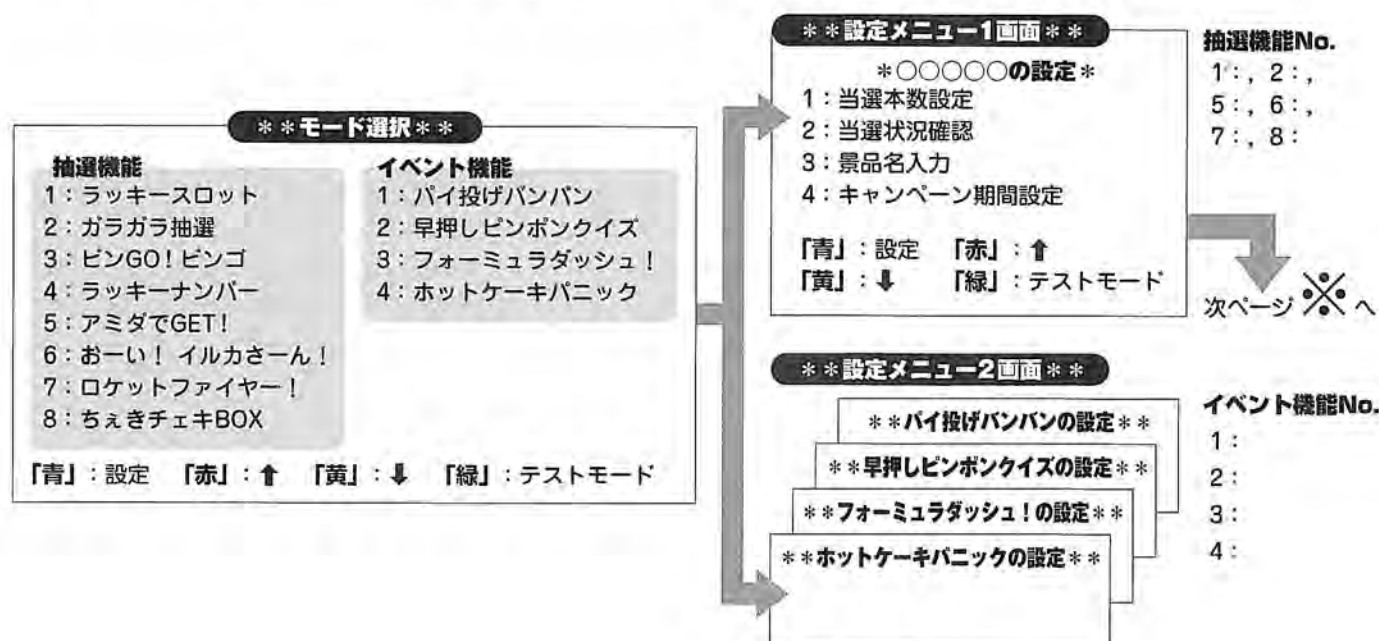 ＊＊モード選択＊＊
抽選機能
1：ラッキースロット
2：ガラガラ抽選
3：ビンGO！ビンゴ
4：ラッキーナンバー
5：アミダでGET！
6：おーい！ イルカさーん！
7：ロケットファイヤー！
8：ちぇきチェキBOX
イベント機能
1：パイ投げバンバン
2：早押しピンポンクイズ
3：フォーミュラダッシュ！
4：ホットケーキパニック
「青」：設定 「赤」：⬆ 「黄」：⬇ 「緑」：テストモード
＊＊設定メニュー1画面＊＊
＊○○○○○の設定＊
1：当選本数設定
2：当選状況確認
3：景品名入力
4：キャンペーン期間設定
「青」：設定 「赤」：⬆
「黄」：⬇ 「緑」：テストモード
抽選機能No.
1：, 2：,
5：, 6：,
7：, 8：
次ページ ※ へ
＊＊設定メニュー2画面＊＊
＊＊パイ投げバンバンの設定＊＊
＊＊早押しピンポンクイズの設定＊＊
＊＊フォーミュラダッシュ！の設定＊＊
＊＊ホットケーキパニックの設定＊＊
イベント機能No.
1：
2：
3：
4：